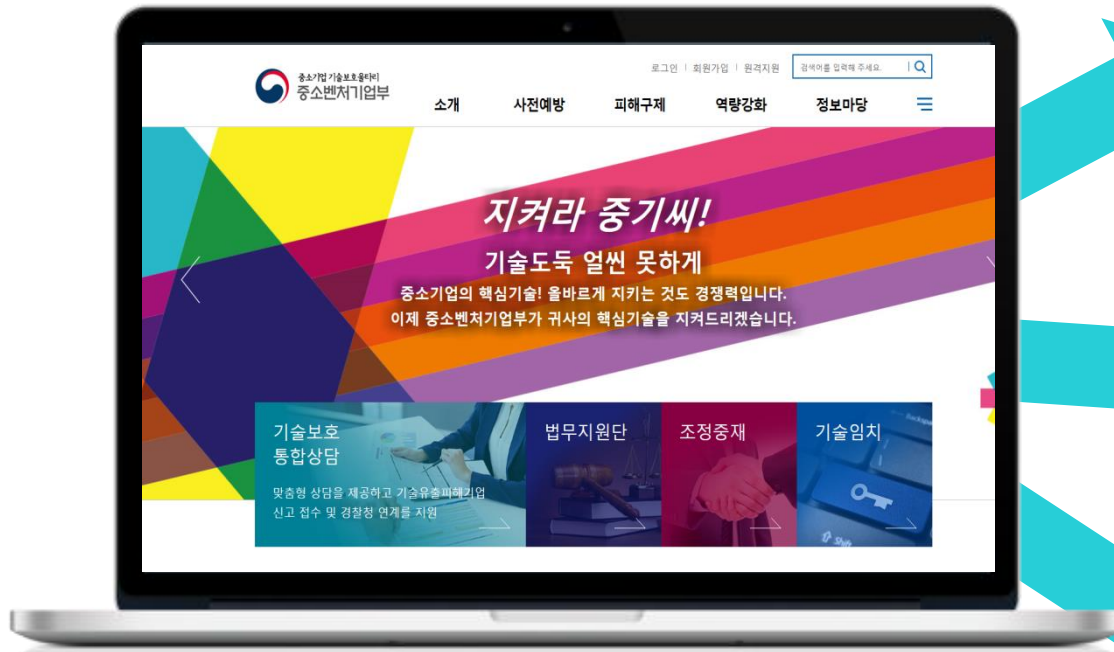 중소기업 기술보호울타리
중소벤처기업부
로그인 | 회원가입 | 원격지원
검색어를 입력해 주세요.
소개 사전예방 피해구제 역량강화 정보마당
지켜라 중기씨!
기술도둑 얼씬 못하게
중소기업의 핵심기술! 올바르게 지키는 것도 경쟁력입니다.
이제 중소벤처기업부가 귀사의 핵심기술을 지켜드리겠습니다.
기술보호
통합상담
맞춤형 상담을 제공하고 기술유출피해기업
신고 접수 및 경찰청 연계를 지원
법무지원단
조정중재
기술임치
Backspace
Shift